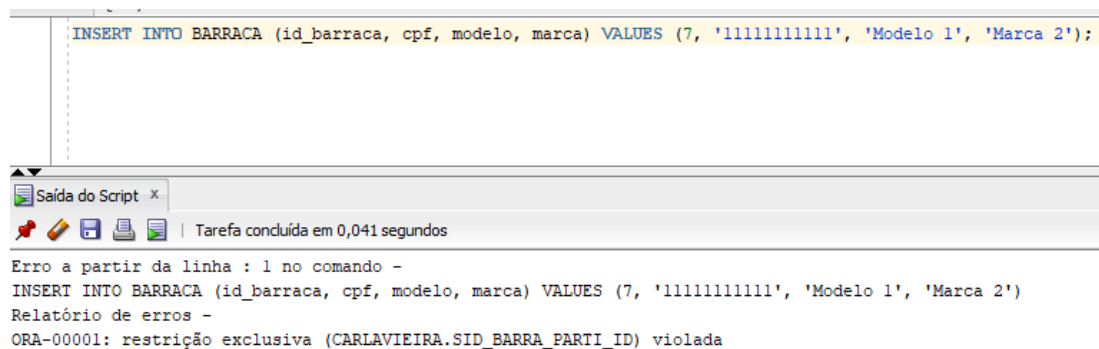 INSERT INTO BARRACA (id_barraca, cpf, modelo, marca) VALUES (7, '11111111111', 'Modelo 1', 'Marca 2');
Saída do Script x
Tarefa concluída em 0,041 segundos
Erro a partir da linha : 1 no comando -
INSERT INTO BARRACA (id_barraca, cpf, modelo, marca) VALUES (7, '11111111111', 'Modelo 1', 'Marca 2')
Relatório de erros -
ORA-00001: restrição exclusiva (CARLAVIEIRA.SID_BARRA_PARTI_ID) violada